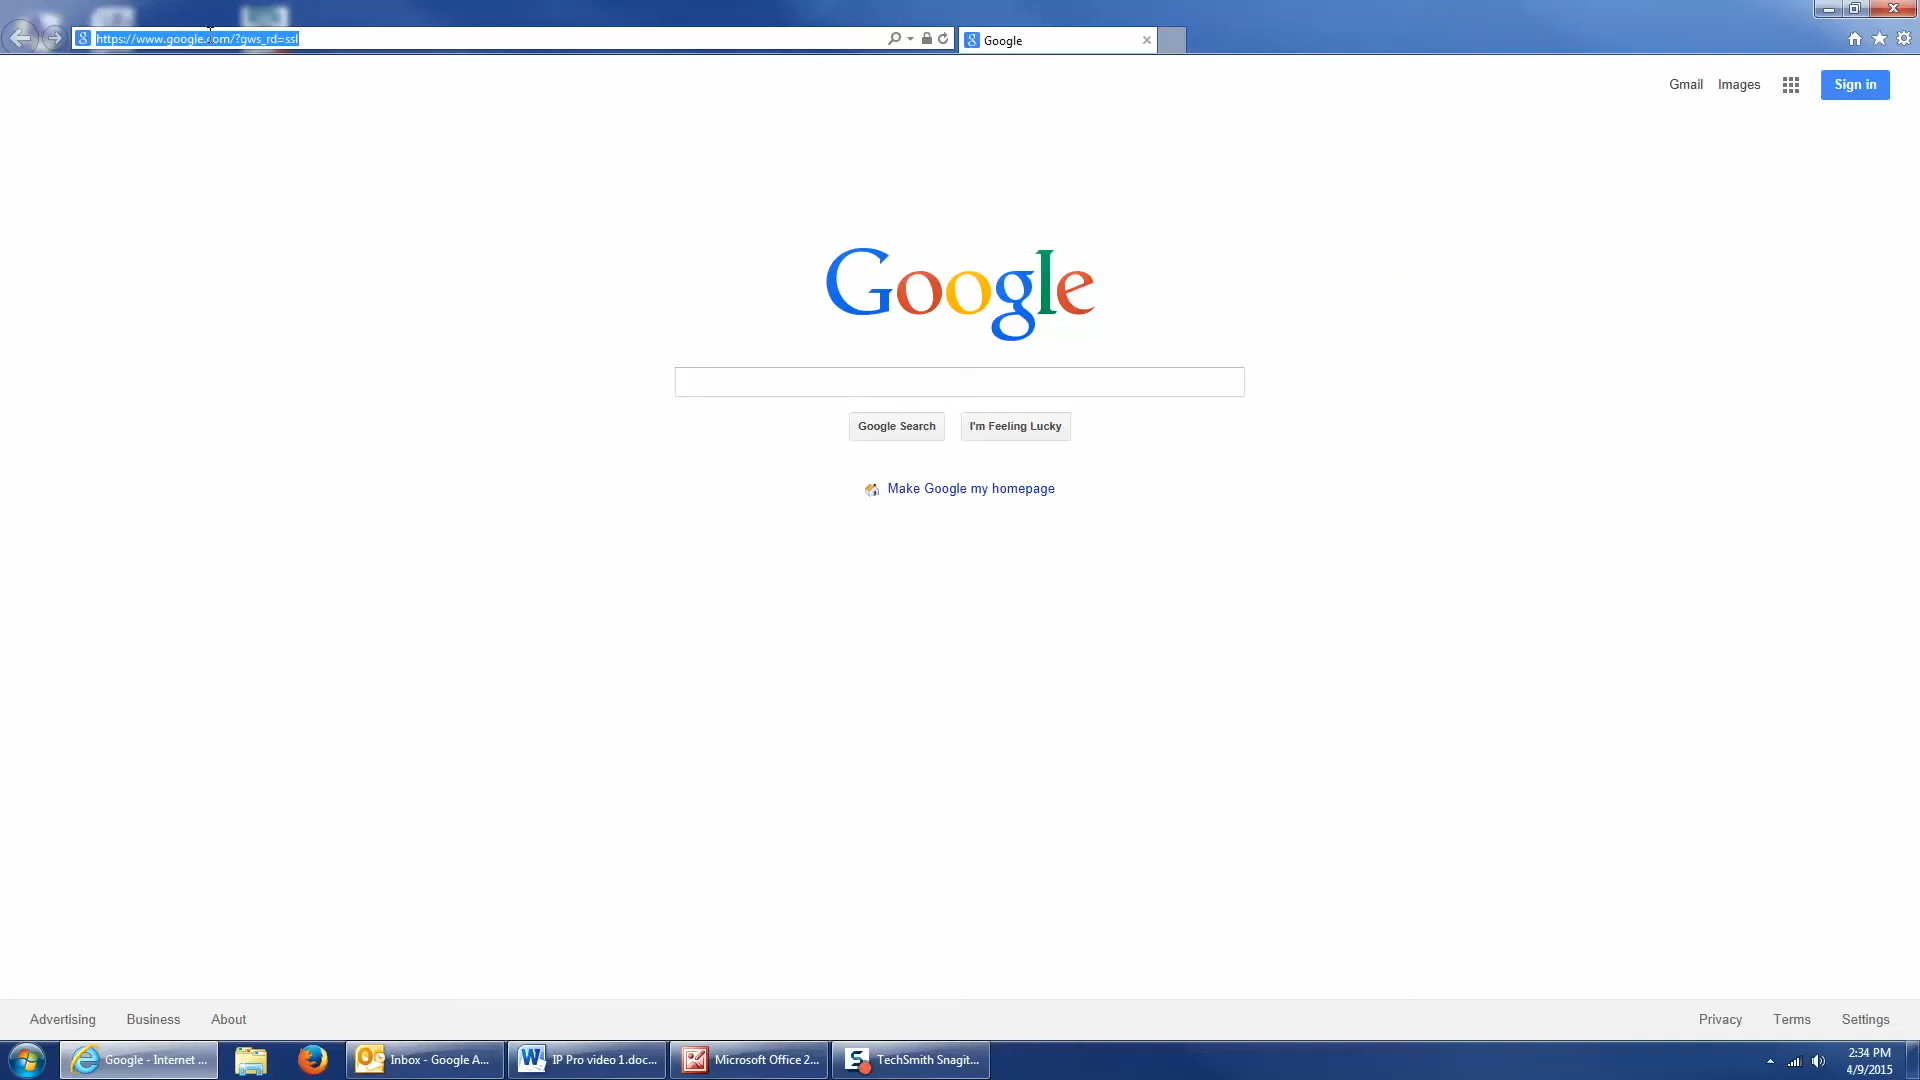 https://www.google.com/?gws_rd=ssl
Google
Gmail Images Sign in
Google
Google Search I'm Feeling Lucky
Make Google my homepage
Advertising Business About Privacy Terms Settings
Google - Internet ... Inbox - Google A... IP Pro video 1.doc... Microsoft Office 2... TechSmith Snagit... 2:34 PM
4/9/2015